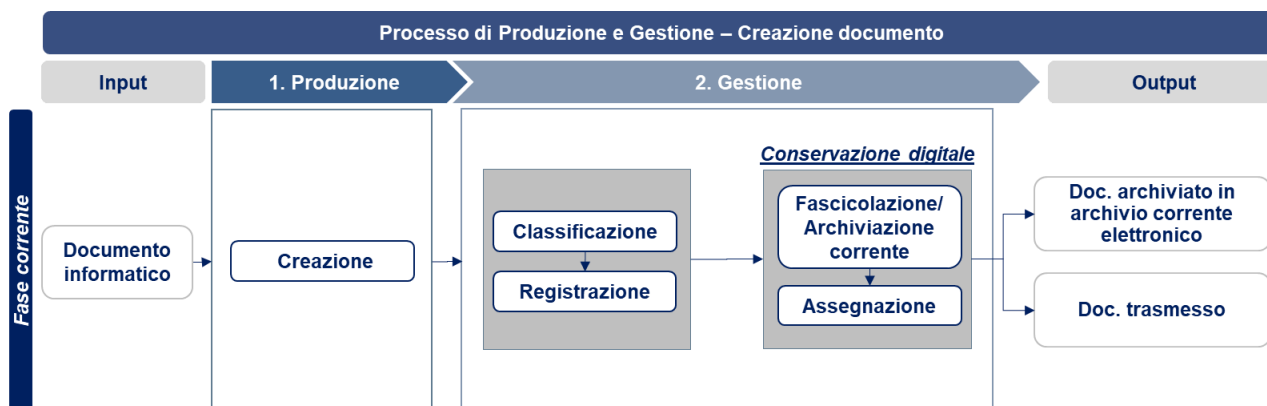 Processo di Produzione e Gestione – Creazione documento
Input
1. Produzione
2. Gestione
Output
Fase corrente
Documento
informatico
Creazione
Classificazione
Registrazione
Conservazione digitale
Fascicolazione/
Archiviazione
corrente
Assegnazione
Doc. archiviato in
archivio corrente
elettronico
Doc. trasmesso